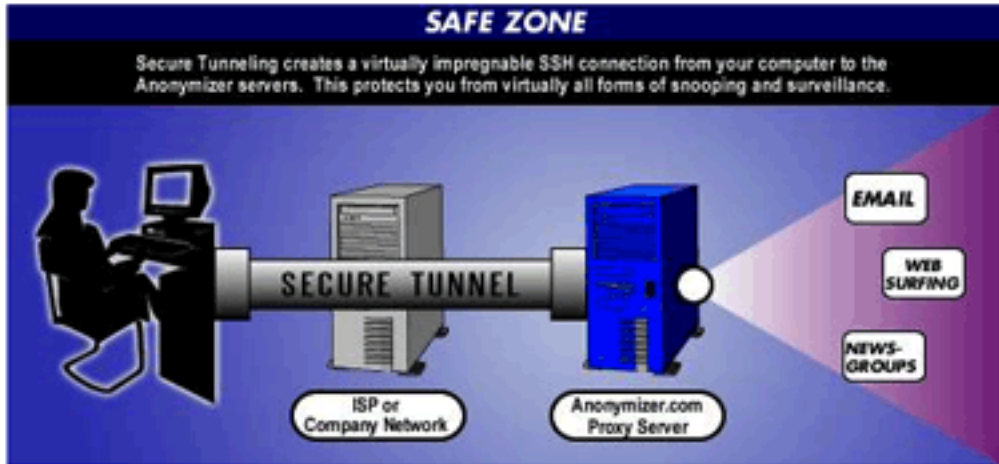 SAFE ZONE
Secure Tunneling creates a virtually impregnable SSH connection from your computer to the
Anonymizer servers. This protects you from virtually all forms of snooping and surveillance.
SECURE TUNNEL
ISP or
Company Network
Anonymizer.com
Proxy Server
EMAIL
WEB
SURFING
NEWS-
GROUPS